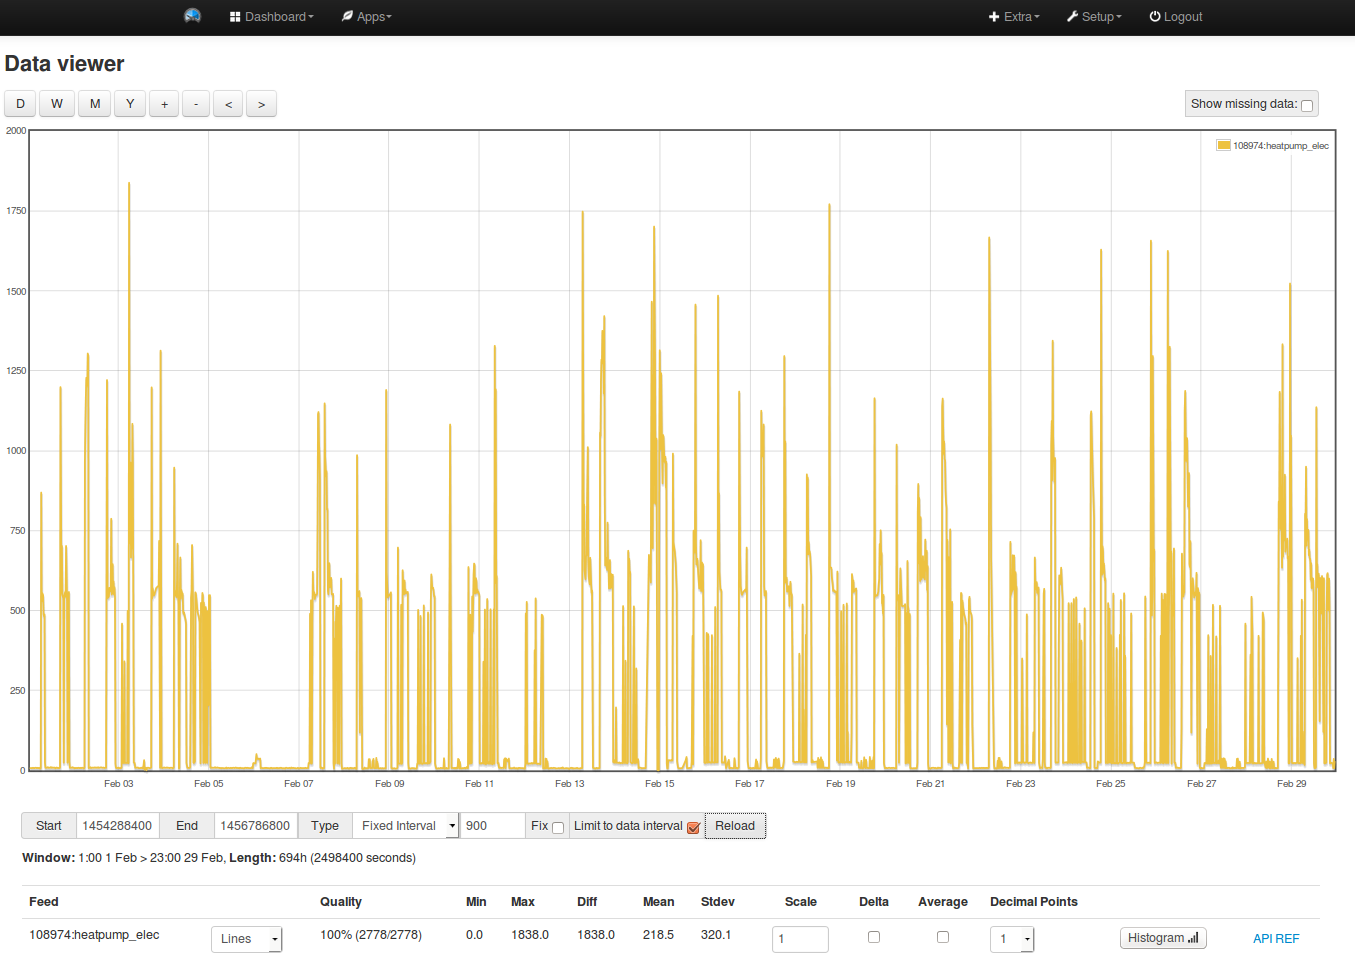 Dashboard Apps Extra Setup Logout
Data viewer
D W M Y + - < >
Show missing data:
108974:heatpump_elec
2000
1750
1500
1250
1000
750
500
250
0
Feb 03 Feb 05 Feb 07 Feb 09 Feb 11 Feb 13 Feb 15 Feb 17 Feb 19 Feb 21 Feb 23 Feb 25 Feb 27 Feb 29
Start 1454288400 End 1456786800 Type Fixed Interval 900 Fix Limit to data interval Reload
Window: 1:00 1 Feb > 23:00 29 Feb, Length: 694h (2498400 seconds)
Feed Quality Min Max Diff Mean Stdev Scale Delta Average Decimal Points
108974:heatpump_elec Lines 100% (2778/2778) 0.0 1838.0 1838.0 218.5 320.1 1 1 Histogram API REF